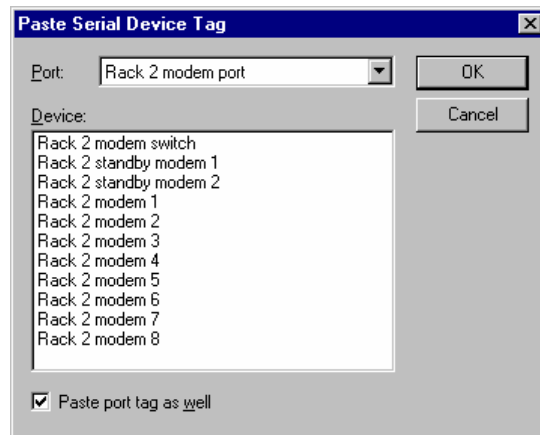 Paste Serial Device Tag
Port: Rack 2 modem port
OK
Cancel
Device:
Rack 2 modem switch
Rack 2 standby modem 1
Rack 2 standby modem 2
Rack 2 modem 1
Rack 2 modem 2
Rack 2 modem 3
Rack 2 modem 4
Rack 2 modem 5
Rack 2 modem 6
Rack 2 modem 7
Rack 2 modem 8
Paste port tag as well